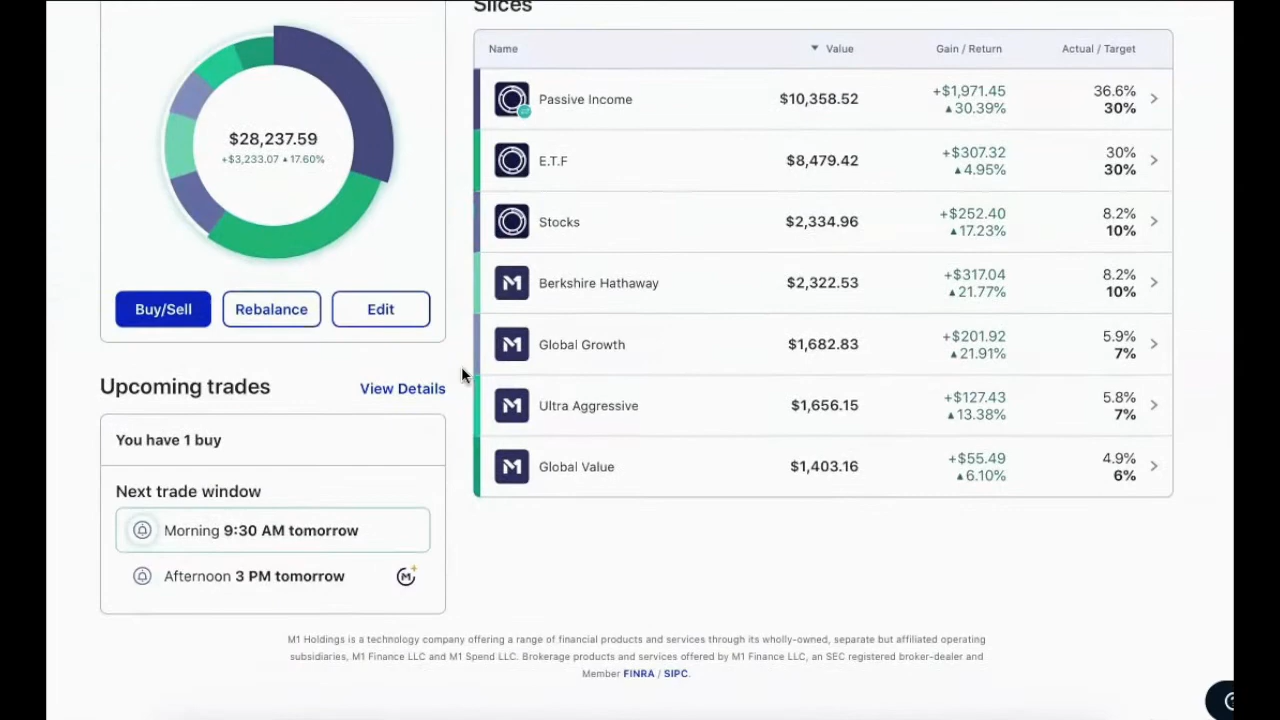 Slices
$28,237.59
+$3,233.07 ▲ 17.60%
Buy/Sell Rebalance Edit
Upcoming trades View Details
You have 1 buy
Next trade window
Morning 9:30 AM tomorrow
Afternoon 3 PM tomorrow
Name ▼ Value Gain / Return Actual / Target
Passive Income $10,358.52 +$1,971.45 36.6%
▲30.39% 30%
E.T.F $8,479.42 +$307.32 30%
▲4.95% 30%
Stocks $2,334.96 +$252.40 8.2%
▲17.23% 10%
Berkshire Hathaway $2,322.53 +$317.04 8.2%
▲21.77% 10%
Global Growth $1,682.83 +$201.92 5.9%
▲21.91% 7%
Ultra Aggressive $1,656.15 +$127.43 5.8%
▲13.38% 7%
Global Value $1,403.16 +$55.49 4.9%
▲6.10% 6%
M1 Holdings is a technology company offering a range of financial products and services through its wholly-owned, separate but affiliated operating
subsidiaries, M1 Finance LLC and M1 Spend LLC. Brokerage products and services offered by M1 Finance LLC, an SEC registered broker-dealer and
Member FINRA / SIPC.